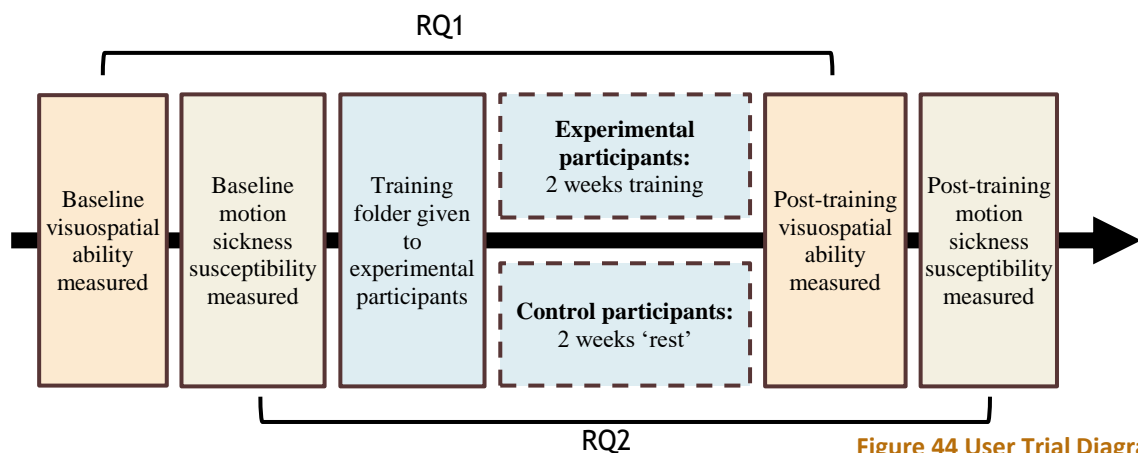 RQ1
Baseline
visuospatial
ability
measured
Baseline
motion
sickness
susceptibility
measured
Training
folder given
to
experimental
participants
Experimental
participants:
2 weeks training
Control participants:
2 weeks ‘rest’
Post-training
visuospatial
ability
measured
Post-training
motion
sickness
susceptibility
measured
RQ2
Figure 44 User Trial Diagra